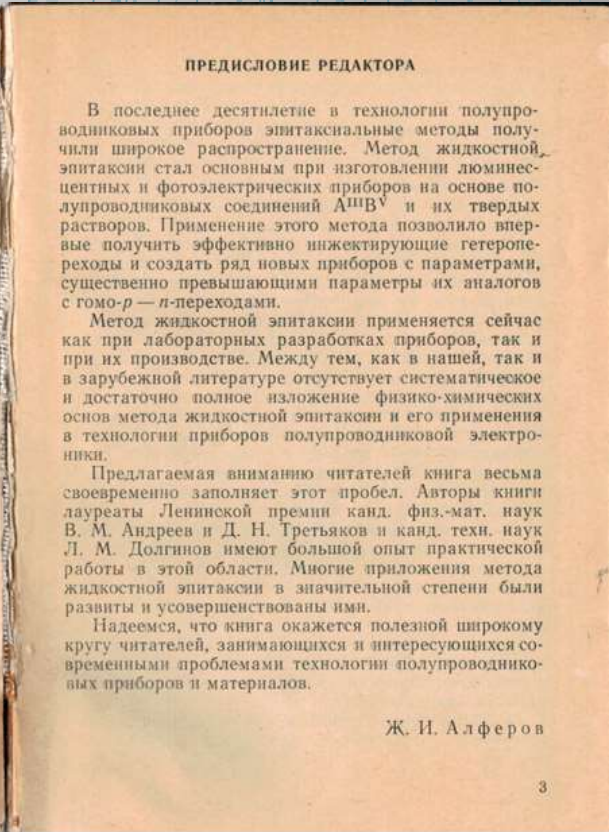 ПРЕДИСЛОВИЕ РЕДАКТОРА
В последнее десятилетие в технологии полупро-
водниковых приборов эпитаксиальные методы полу-
чили широкое распространение. Метод жидкостной
эпитаксии стал основным при изготовлении люминес-
центных и фотоэлектрических приборов на основе по-
лупроводниковых соединений AᴵᴵᴵBⱽ и их твердых
растворов. Применение этого метода позволило впер-
вые получить эффективно инжектирующие гетеропе-
реходы и создать ряд новых приборов с параметрами,
существенно превышающими параметры их аналогов
с гомо-p — n-переходами.
Метод жидкостной эпитаксии применяется сейчас
как при лабораторных разработках приборов, так и
при их производстве. Между тем, как в нашей, так и
в зарубежной литературе отсутствует систематическое
и достаточно полное изложение физико-химических
основ метода жидкостной эпитаксии и его применения
в технологии приборов полупроводниковой электро-
ники.
Предлагаемая вниманию читателей книга весьма
своевременно заполняет этот пробел. Авторы книги
лауреаты Ленинской премии канд. физ.-мат. наук
В. М. Андреев и Д. Н. Третьяков и канд. техн. наук
Л. М. Долгинов имеют большой опыт практической
работы в этой области. Многие приложения метода
жидкостной эпитаксии в значительной степени были
развиты и усовершенствованы ими.
Надеемся, что книга окажется полезной широкому
кругу читателей, занимающихся и интересующихся со-
временными проблемами технологии полупроводнико-
вых приборов и материалов.
Ж. И. Алферов
3